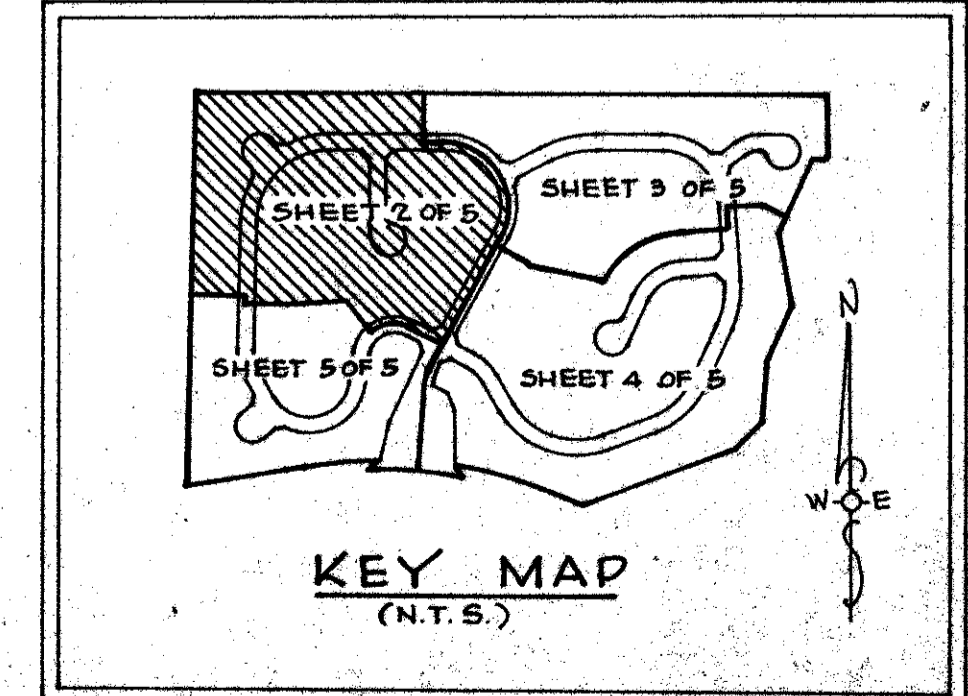 SHEET 3 OF 5
SHEET 2 OF 5
SHEET 5 OF 5
SHEET 4 OF 5
N
W E
S
KEY MAP
(N.T.S.)